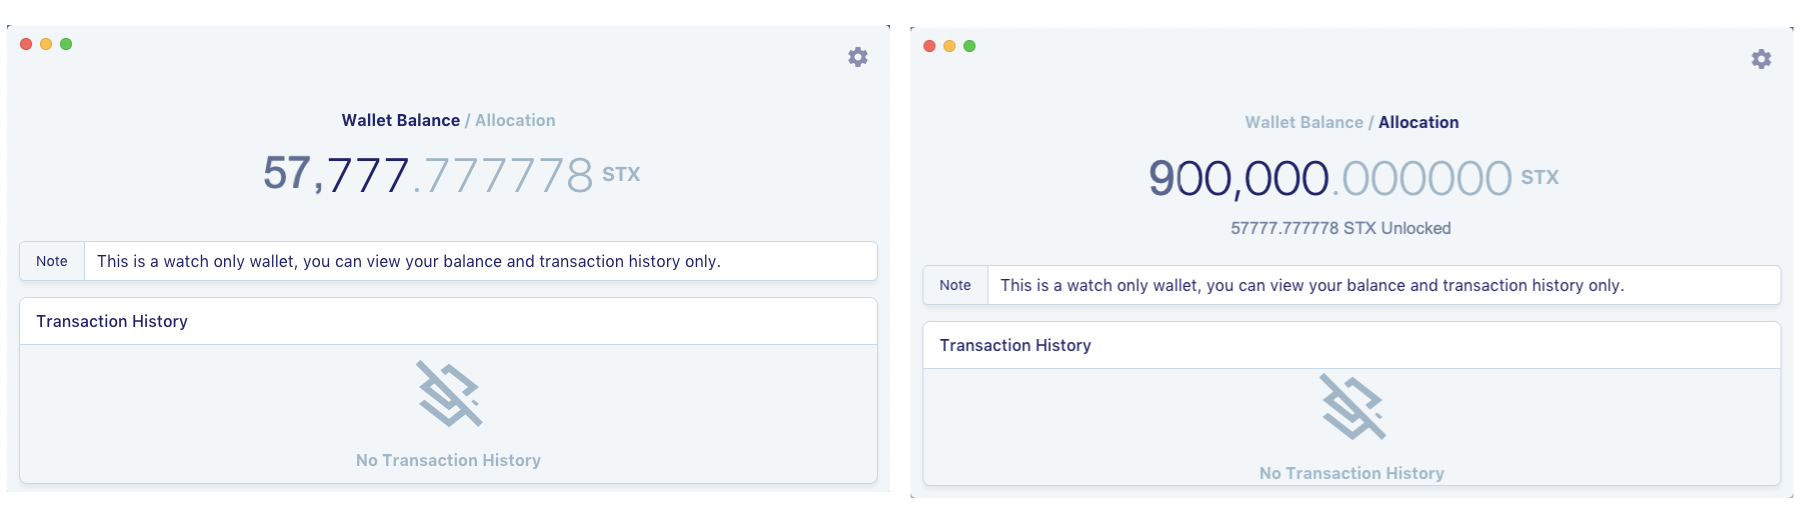 Wallet Balance / Allocation
57,777.777778 STX
Note
This is a watch only wallet, you can view your balance and transaction history only.
Transaction History
No Transaction History
Wallet Balance / Allocation
900,000.000000 STX
57777.777778 STX Unlocked
Note
This is a watch only wallet, you can view your balance and transaction history only.
Transaction History
No Transaction History